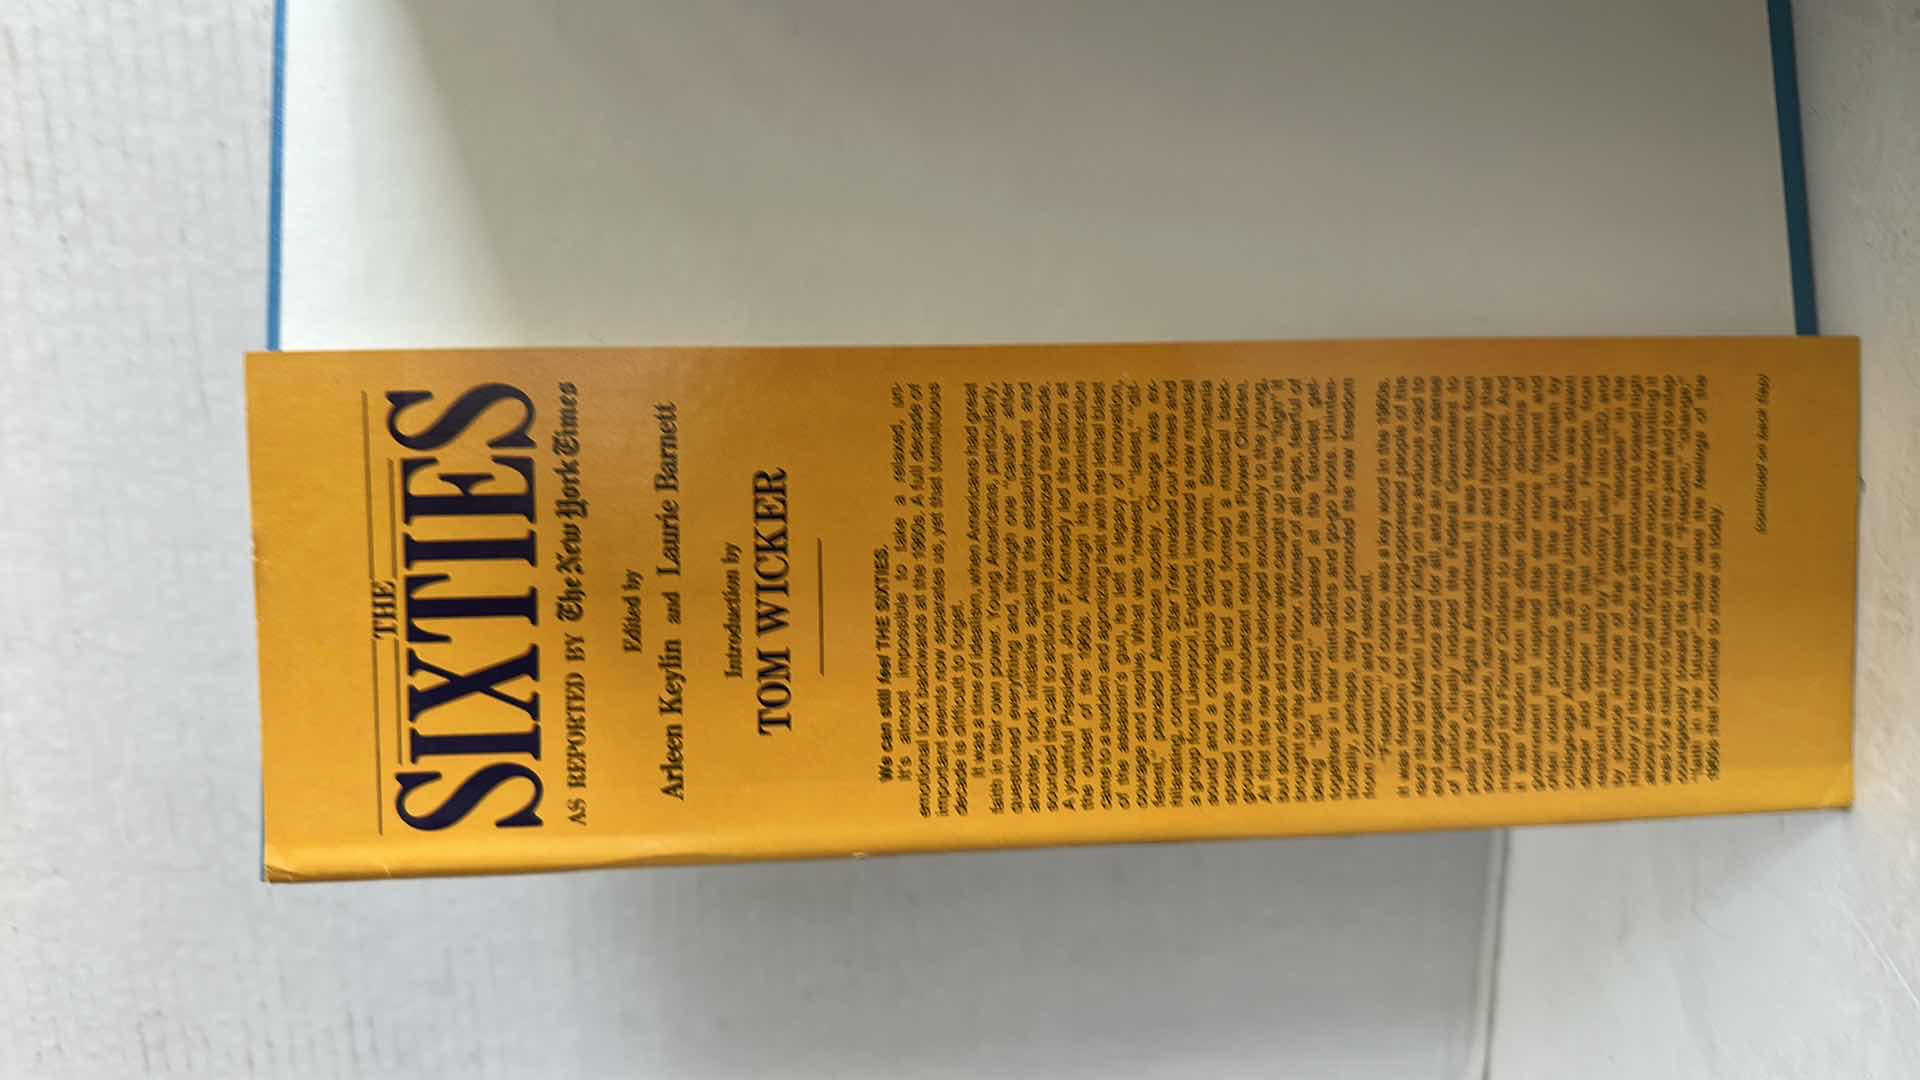 THE
SIXTIES
AS REPORTED BY The New York Times
Edited by
Arleen Keylin and Laurie Barnett
Introduction by
TOM WICKER
We can still feel THE SIXTIES.
It's almost impossible to take a relaxed, un-
emotional look backwards at the 1960s. A full decade of
important events now separates us, yet that tumultuous
decade is difficult to forget.
It was a time of idealism, when Americans had great
faith in their own power. Young Americans, particularly,
questioned everything and, through one "cause" after
another, took initiative against the establishment and
sounded the call to action that characterized the decade.
A youthful President John F. Kennedy led the nation at
the outset of the 1960s. Although his administration
came to a sudden and agonizing halt with the lethal blast
of the assassin's gun, he left a legacy of innovation,
courage and resolve. What was "newest," "latest," "git-
feest," pervaded American society. Change was ex-
hilarating, compulsive. Star Trek invaded our homes and
a group from Liverpool, England, invented a new musical
sound and a contagious dance rhythm. Beatle-mania
spread across the land and formed a musical back-
ground to the exhuberant revolt of the Flower Children.
At first the new beat belonged exclusively to the young,
but soon dads and moms were caught up in the "right" it
brought to the dance floor. Women of all ages, fearful of
being "left behind," appeared at the fanciest get-
togethers in their mini-skirts and go-go boots. Uninten-
tionally, perhaps, they too promoted the new freedom
from convention and restraint.
"Freedom," of course, was a key word in the 1960s.
It was freedom for the too-long-oppressed people of his
race that led Martin Luther King on the arduous road to
end segregation once and for all, and an overdue sense
of justice finally moved the Federal Government to
pass the Civil Rights Amendment. It was freedom from
social prejudice, narrow conventions and hypocrisy that
inspired the Flower Children to seek new lifestyles. And
it was freedom from the often dubious decisions of
government that inspired the ever more frequent and
often violent protests against the war in Vietnam by
college-age Americans as the United States was drawn
deeper and deeper into that conflict. Freedom from
restraint was translated by Timothy Leary into LSD, and
by science into one of the greatest "escapes" in the
history of the human race, as the astronauts soared high
above the earth and set foot on the moon. How thrilling it
was for a nation to thumb its nose at the past and to step
courageously toward the future! "Freedom," "change,"
"faith in the future"—these were the feelings of the
1960s that continue to move us today.
(continued on back flap)